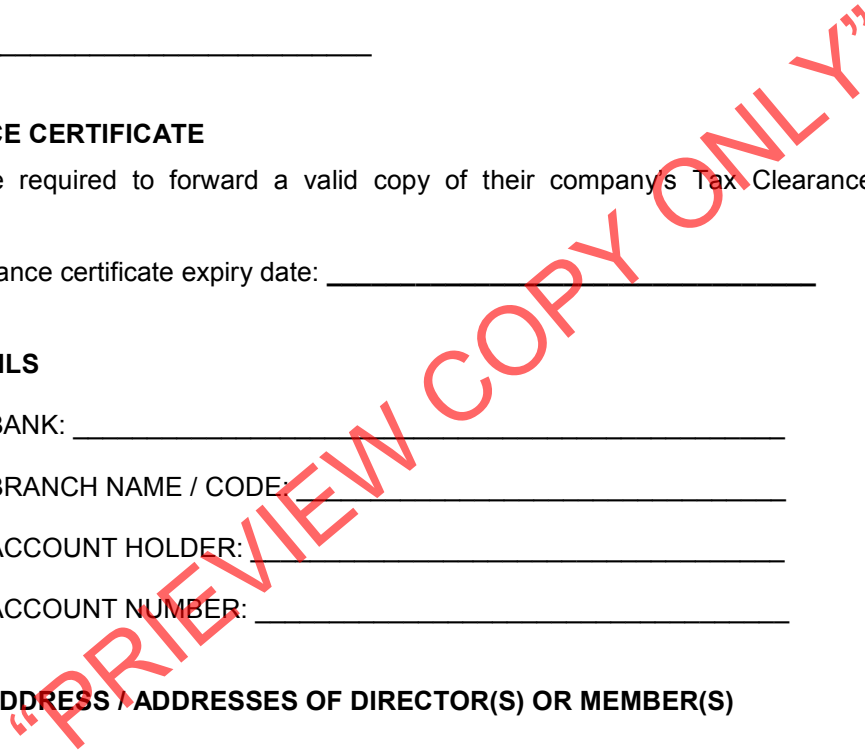 CE CERTIFICATE
e required to forward a valid copy of their company's Tax Clearance
ance certificate expiry date:
ILS
BANK:
BRANCH NAME / CODE:
ACCOUNT HOLDER:
ACCOUNT NUMBER:
DDRESS / ADDRESSES OF DIRECTOR(S) OR MEMBER(S)
“PRIEVIEW COPY ONLY”